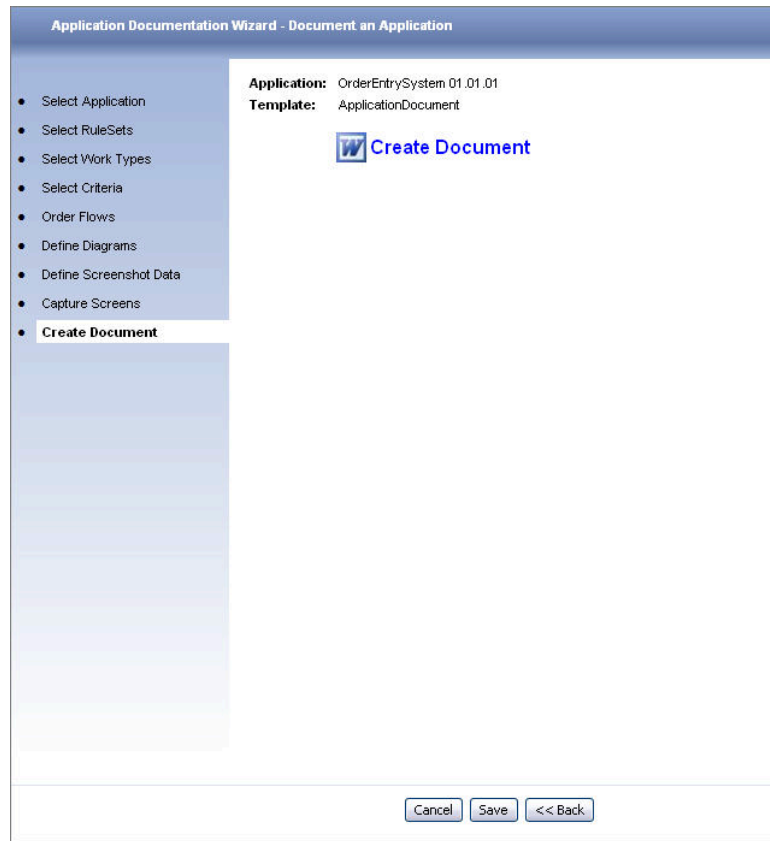 Application Documentation Wizard - Document an Application
Application: OrderEntrySystem 01.01.01
Template: ApplicationDocument
W Create Document
Select Application
Select RuleSets
Select Work Types
Select Criteria
Order Flows
Define Diagrams
Define Screenshot Data
Capture Screens
Create Document
Cancel Save << Back